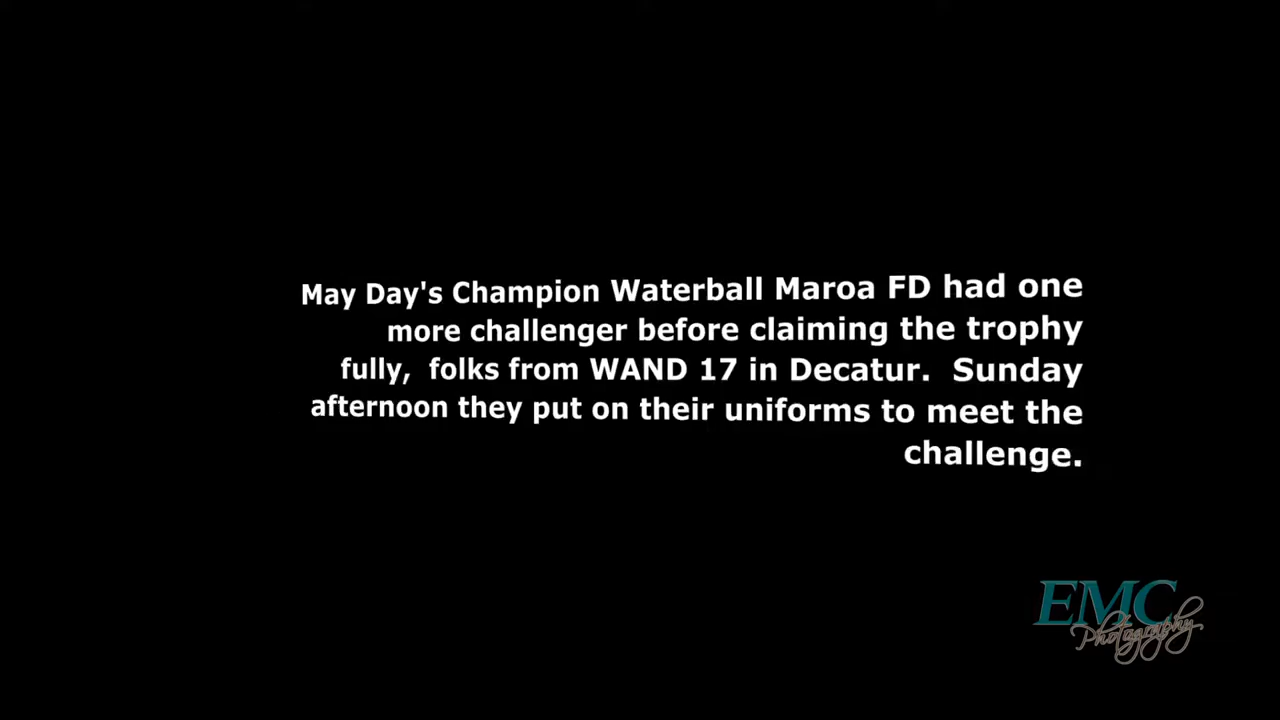 May Day's Champion Waterball Maroa FD had one
more challenger before claiming the trophy
fully,  folks from WAND 17 in Decatur.  Sunday
afternoon they put on their uniforms to meet the
challenge.
EMC
Photography